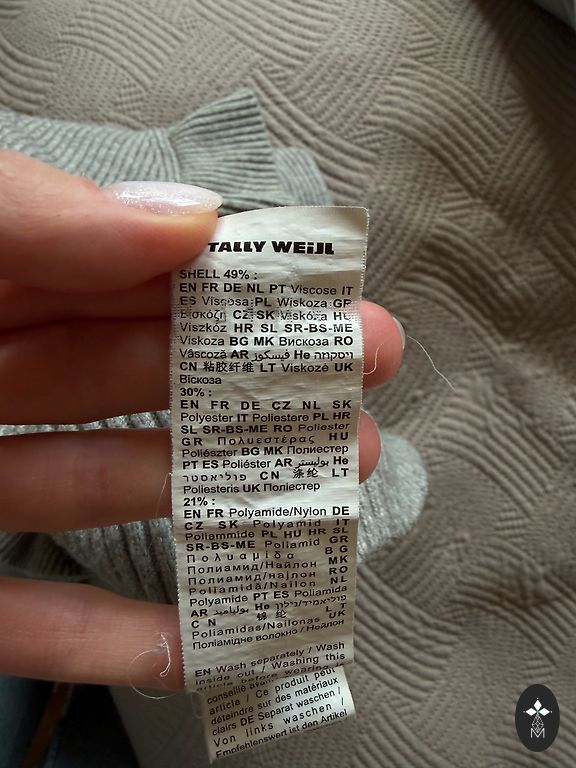 TALLY WEiJL
SHELL 49% :
EN FR DE NL PT Viscose IT
ES Viscosa PL Wiskoza GR
Βισκόζη CZ SK Viskóza HU
Viszkóz HR SL SR-BS-ME
Viskoza BG MK Вискоза RO
Vâscoză AR فيسكوز He ויסקוזה
CN 粘胶纤维 LT Viskozė UK
Віскоза
30% :
EN FR DE CZ NL SK
Polyester IT Poliestere PL HR
SL SR-BS-ME RO Poliester
GR Πολυεστέρας HU
Poliészter BG MK Полиестер
PT ES Poliéster AR بوليستر He
פוליאסטר CN 涤纶 LT
Poliesteris UK Поліестер
21% :
EN FR Polyamide/Nylon DE
CZ SK Polyamid IT
Poliammide PL HU HR SL
SR-BS-ME Poliamid GR
Πολυαμίδα BG
Полиамид/Найлон MK
Полиамид/најлон RO
Poliamidă/Nailon NL
Polyamide PT ES Poliamida
AR بولياميد He פוליאמיד/ניילון
CN 锦纶 LT
Poliamidas/Nailonas UK
Поліамідне волокно / Нейлон
EN Wash separately / Wash
inside out / Washing this
article before wearing
conseillé avant
article / Ce produit peut
déteindre sur des matériaux
clairs DE Separat waschen /
Von links waschen /
Empfehlenswert ist den Artikel
M